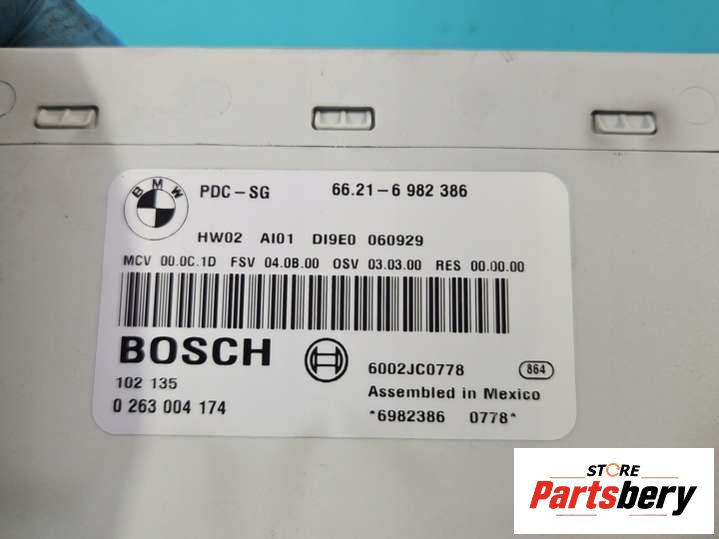 BMW
PDC-SG 66.21-6 982 386
HW02 AI01 DI9E0 060929
MCV 00.0C.1D FSV 04.0B.00 OSV 03.03.00 RES 00.00.00
BOSCH
6002JC0778 864
102 135
Assembled in Mexico
0 263 004 174
*6982386 0778*
STORE
Partsbery